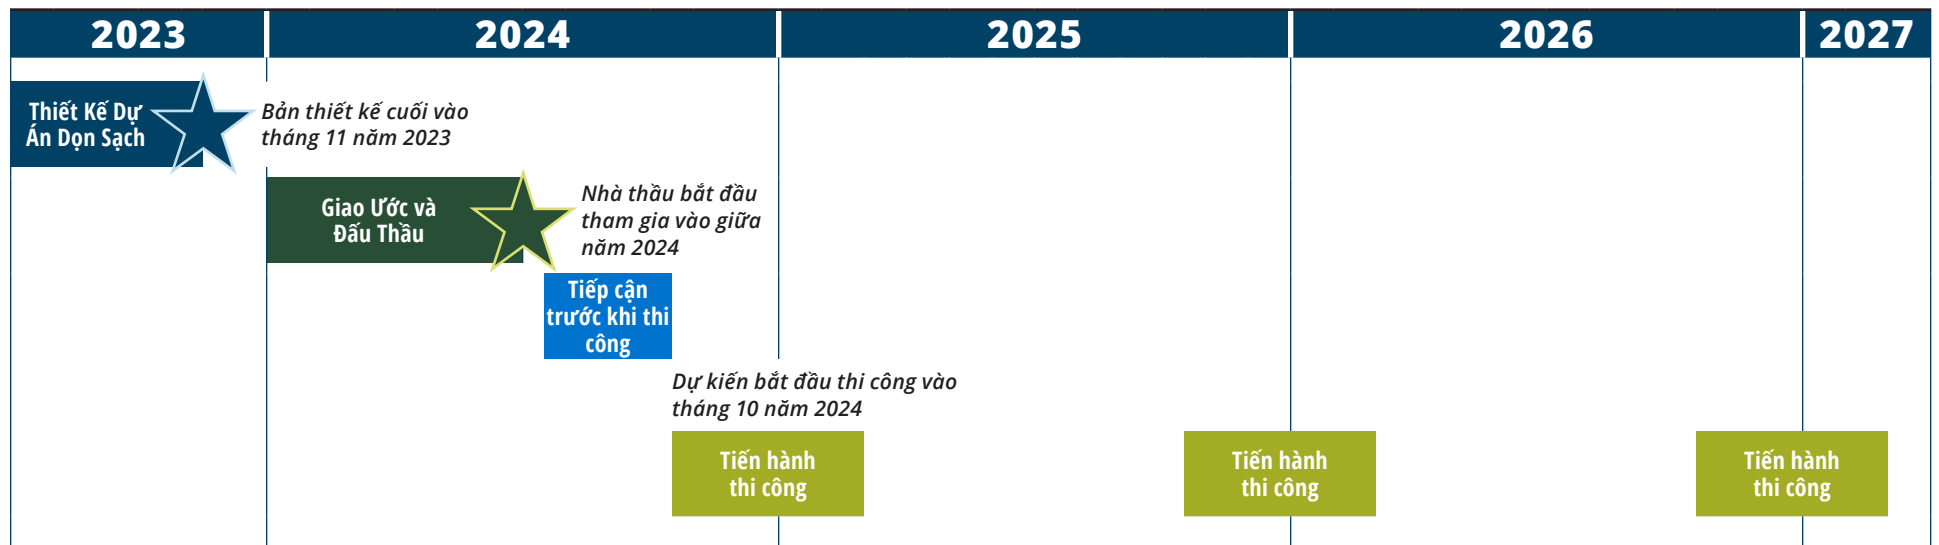 2023
2024
2025
2026
2027
Thiết Kế Dự
Án Dọn Sạch
Bản thiết kế cuối vào
tháng 11 năm 2023
Giao Ước và
Đấu Thầu
Nhà thầu bắt đầu
tham gia vào giữa
năm 2024
Tiếp cận
trước khi thi
công
Dự kiến bắt đầu thi công vào
tháng 10 năm 2024
Tiến hành
thi công
Tiến hành
thi công
Tiến hành
thi công